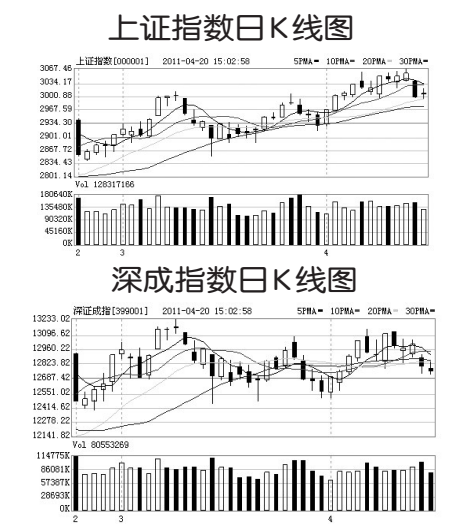 上证指数日K线图
上证指数[000001] 2011-04-20 15:02:58 5PMA 10PMA 20PMA 30PMA
3067.46
3034.17
3000.88
2967.59
2934.30
2901.01
2867.72
2834.43
2801.14
Vol 128317166
180640K
135480K
90320K
45160K
0K
2 3 4
深成指数日K线图
深证成指[399001] 2011-04-20 15:02:58 5PMA 10PMA 20PMA 30PMA
13233.02
13096.62
12960.22
12823.82
12687.42
12551.02
12414.62
12278.22
12141.82
Vol 80553269
114775K
86081K
57387K
28693K
0K
2 3 4